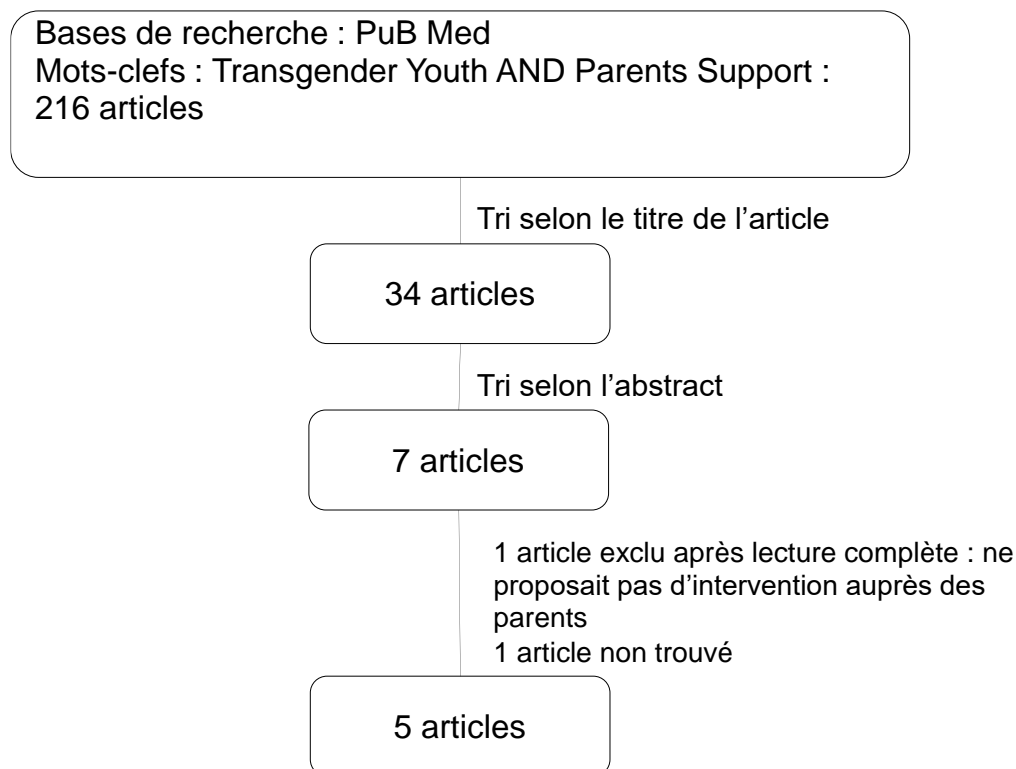 Bases de recherche : PuB Med
Mots-clefs : Transgender Youth AND Parents Support :
216 articles
Tri selon le titre de l’article
34 articles
Tri selon l’abstract
7 articles
1 article exclu après lecture complète : ne
proposait pas d’intervention auprès des
parents
1 article non trouvé
5 articles